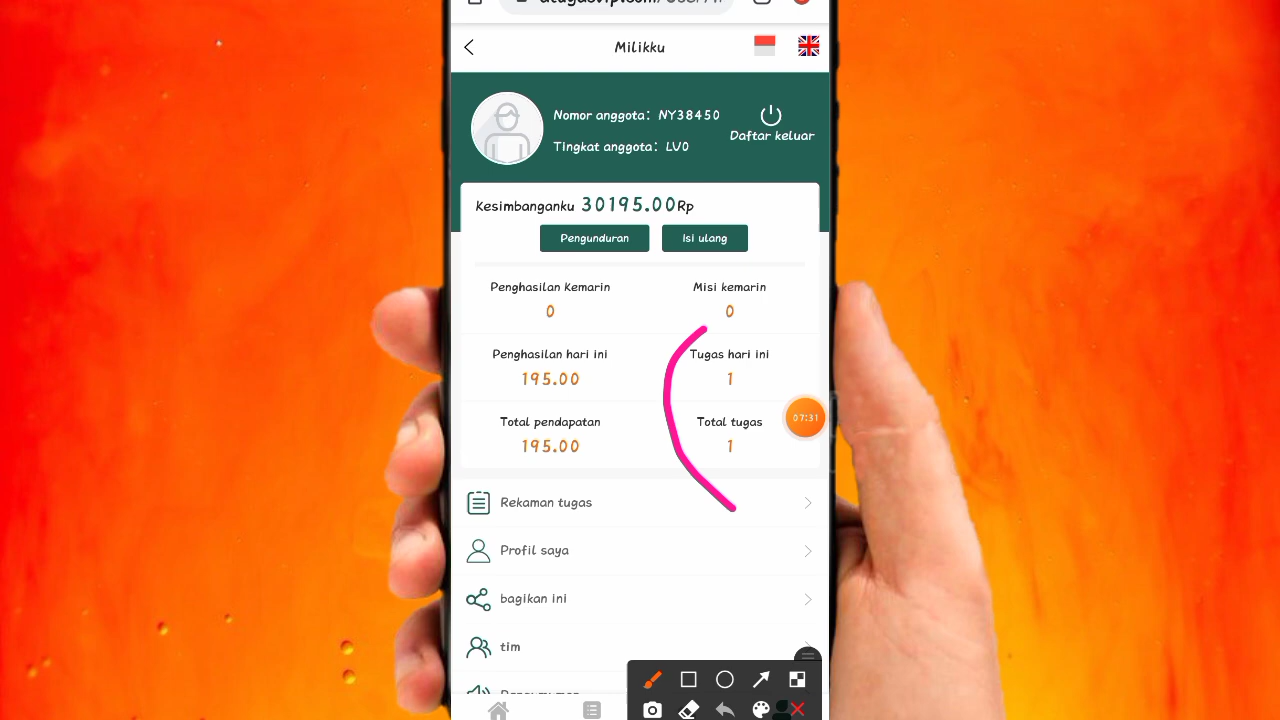 Milikku
Nomor anggota: NY38450
Daftar keluar
Tingkat anggota: LV0
Kesimbanganku 30195.00Rp
Pengunduran Isi ulang
Penghasilan Kemarin Misi kemarin
0 0
Penghasilan hari ini Tugas hari ini
195.00 1
07:31
Total pendapatan Total tugas
195.00 1
Rekaman tugas
Profil saya
bagikan ini
tim